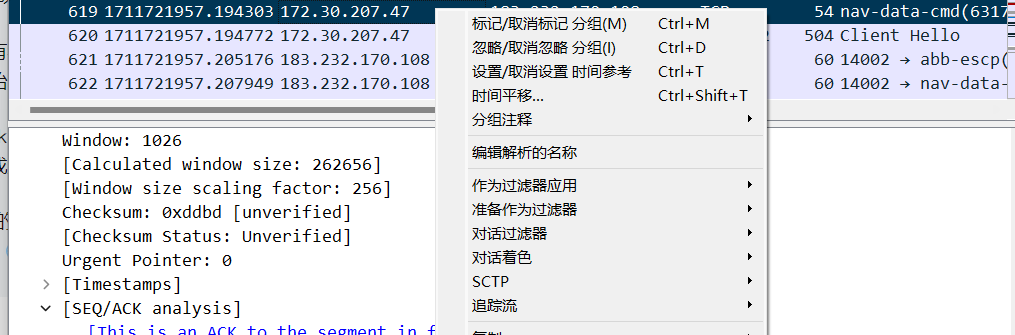 619 1711721957.194303 172.30.207.47 54 nav-data-cmd(6317
620 1711721957.194772 172.30.207.47 504 Client Hello
621 1711721957.205176 183.232.170.108 60 14002 → abb-escp(
622 1711721957.207949 183.232.170.108 60 14002 → nav-data-
标记/取消标记 分组(M) Ctrl+M
忽略/取消忽略 分组(I) Ctrl+D
设置/取消设置 时间参考 Ctrl+T
时间平移... Ctrl+Shift+T
分组注释
编辑解析的名称
作为过滤器应用
准备作为过滤器
对话过滤器
对话着色
SCTP
追踪流
Window: 1026
[Calculated window size: 262656]
[Window size scaling factor: 256]
Checksum: 0xddbd [unverified]
[Checksum Status: Unverified]
Urgent Pointer: 0
[Timestamps]
[SEQ/ACK analysis]
[This is an ACK to the segment in f